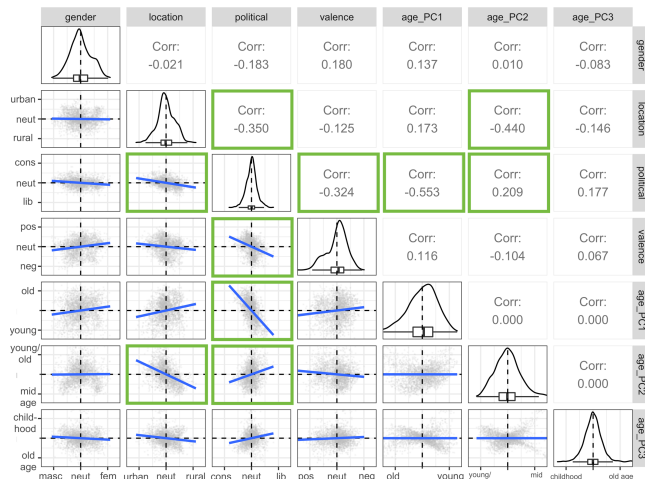 gender location political valence age_PC1 age_PC2 age_PC3
Corr: Corr: Corr: Corr: Corr: Corr:
-0.021 -0.183 0.180 0.137 0.010 -0.083
gender
urban
neut
rural
Corr: Corr: Corr: Corr: Corr:
-0.350 -0.125 0.173 -0.440 -0.146
location
cons
neut
lib
Corr: Corr: Corr: Corr:
-0.324 -0.553 0.209 0.177
political
pos
neut
neg
Corr: Corr: Corr:
0.116 -0.104 0.067
valence
old
young
Corr: Corr:
0.000 0.000
age_PC1
young/
old
mid
age
Corr:
0.000
age_PC2
child-
hood
old
age
age_PC3
masc neut fem urban neut rural cons neut lib pos neut neg old young young/ mid childhood old age